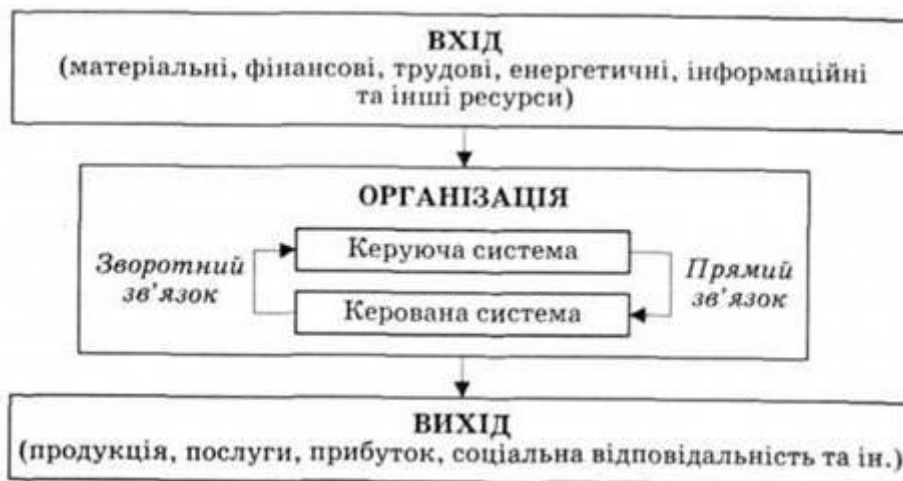 ВХІД
(матеріальні, фінансові, трудові, енергетичні, інформаційні
та інші ресурси)
ОРГАНІЗАЦІЯ
Керуюча система
Зворотний
зв’язок
Прямий
зв’язок
Керована система
ВИХІД
(продукція, послуги, прибуток, соціальна відповідальність та ін.)